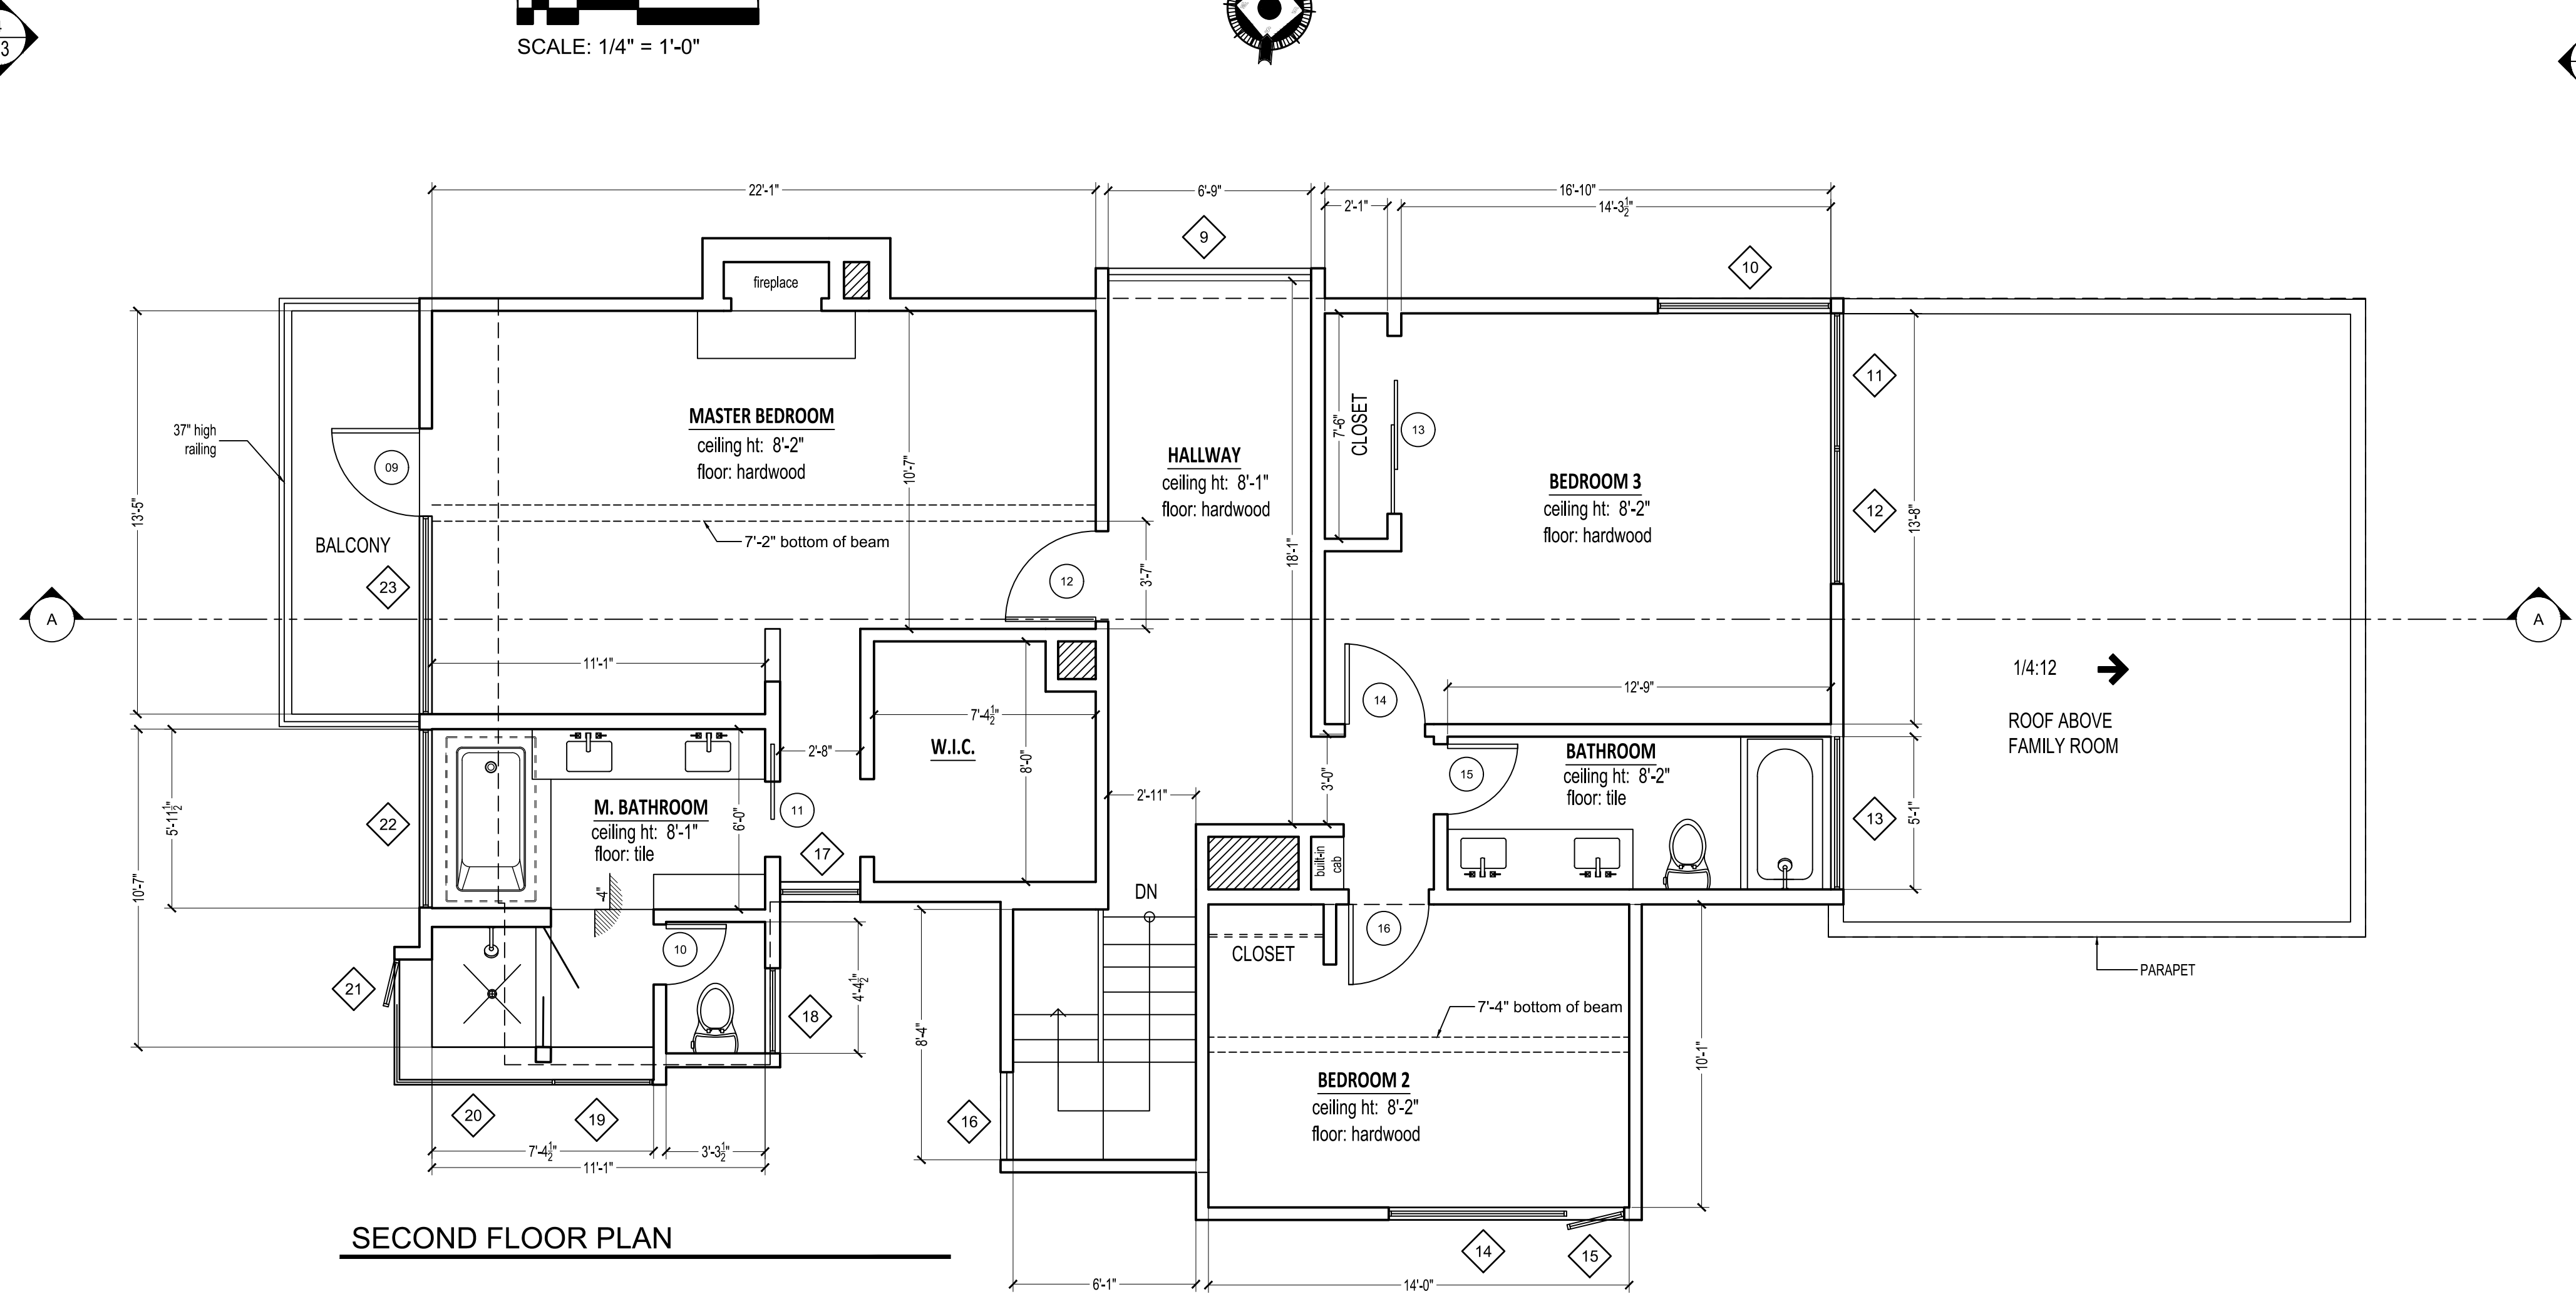 3
SCALE: 1/4" = 1'-0"
22'-1"
6'-9"
16'-10"
2'-1"
14'-3½"
9
10
fireplace
MASTER BEDROOM
ceiling ht: 8'-2"
floor: hardwood
37" high
railing
09
13'-5"
10'-7"
BALCONY
23
7'-2" bottom of beam
12
3'-7"
HALLWAY
ceiling ht: 8'-1"
floor: hardwood
18'-1"
7'-6"
CLOSET
13
BEDROOM 3
ceiling ht: 8'-2"
floor: hardwood
11
12
13'-8"
A
A
11'-1"
1/4:12
ROOF ABOVE
FAMILY ROOM
14
12'-9"
7'-4½"
W.I.C.
8'-0"
2'-8"
M. BATHROOM
ceiling ht: 8'-1"
floor: tile
6'-0"
11
17
22
5'-11½"
10'-7"
-4"
2'-11"
3'-0"
15
BATHROOM
ceiling ht: 8'-2"
floor: tile
13
5'-1"
built-in
cab
DN
16
CLOSET
PARAPET
10
21
4'-4½"
18
8'-4"
7'-4" bottom of beam
10'-1"
BEDROOM 2
ceiling ht: 8'-2"
floor: hardwood
20
19
16
7'-4½"
3'-3½"
11'-1"
SECOND FLOOR PLAN
14
15
6'-1"
14'-0"